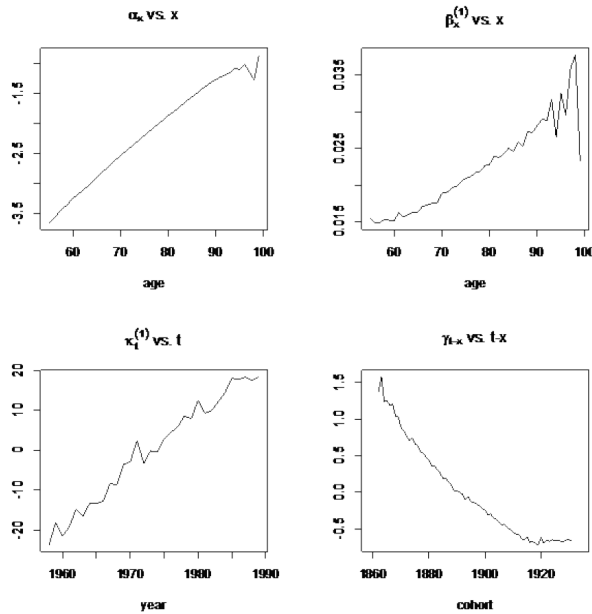 αx vs. x
-1.5
-2.5
-3.5
60 70 80 90 100
age
βx(1) vs. x
0.035
0.025
0.015
60 70 80 90 100
age
κt(1) vs. t
20
10
0
-10
-20
1960 1970 1980 1990
year
γt-x vs. t-x
1.5
1.0
0.5
0.0
-0.5
1860 1880 1900 1920
cohort